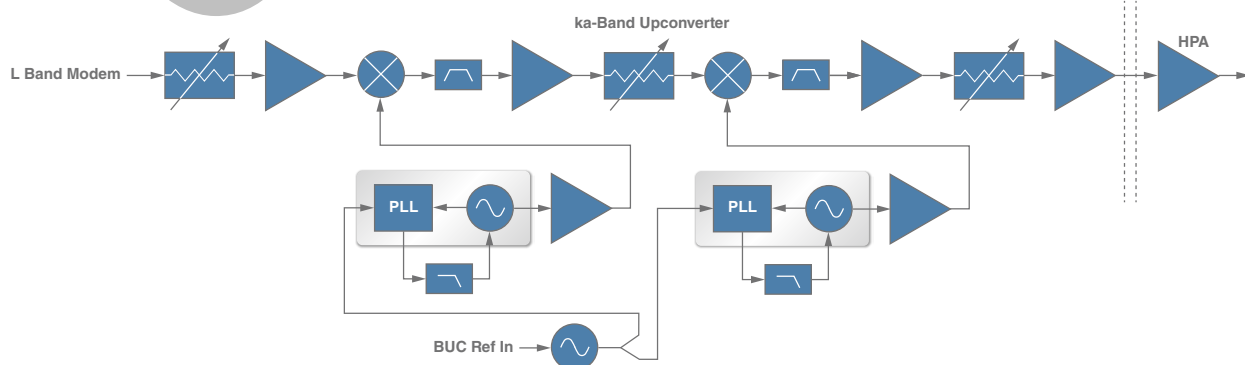 ka-Band Upconverter
HPA
L Band Modem
PLL
PLL
BUC Ref In